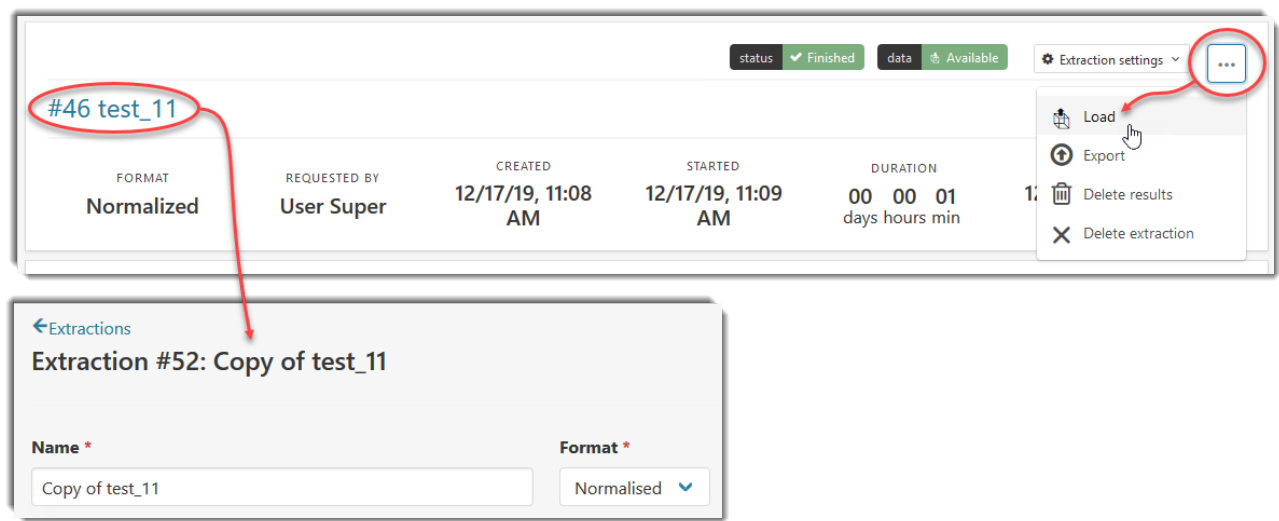 status ✔ Finished data Available Extraction settings ...
#46 test_11
Load
Export
Delete results
Delete extraction
FORMAT
Normalized
REQUESTED BY
User Super
CREATED
12/17/19, 11:08
AM
STARTED
12/17/19, 11:09
AM
DURATION
00 00 01
days hours min
Extractions
Extraction #52: Copy of test_11
Name * Format *
Copy of test_11 Normalised